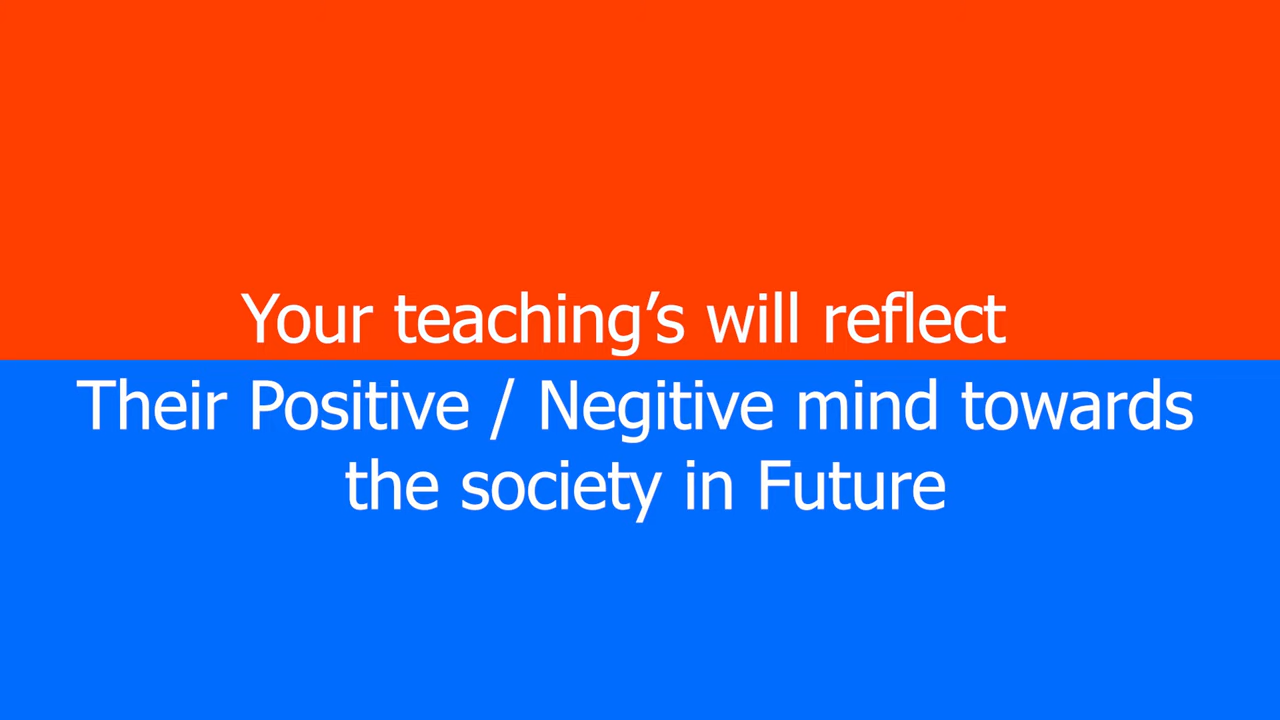 Your teaching’s will reflect
Their Positive / Negitive mind towards
the society in Future